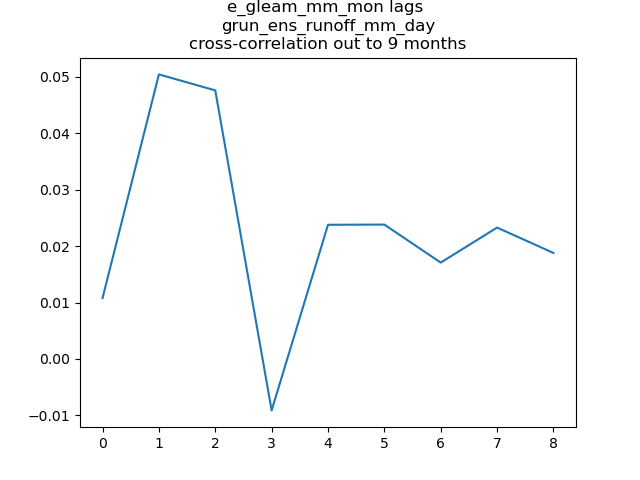 e_gleam_mm_mon lags
grun_ens_runoff_mm_day
cross-correlation out to 9 months
0.05
0.04
0.03
0.02
0.01
0.00
−0.01
0 1 2 3 4 5 6 7 8